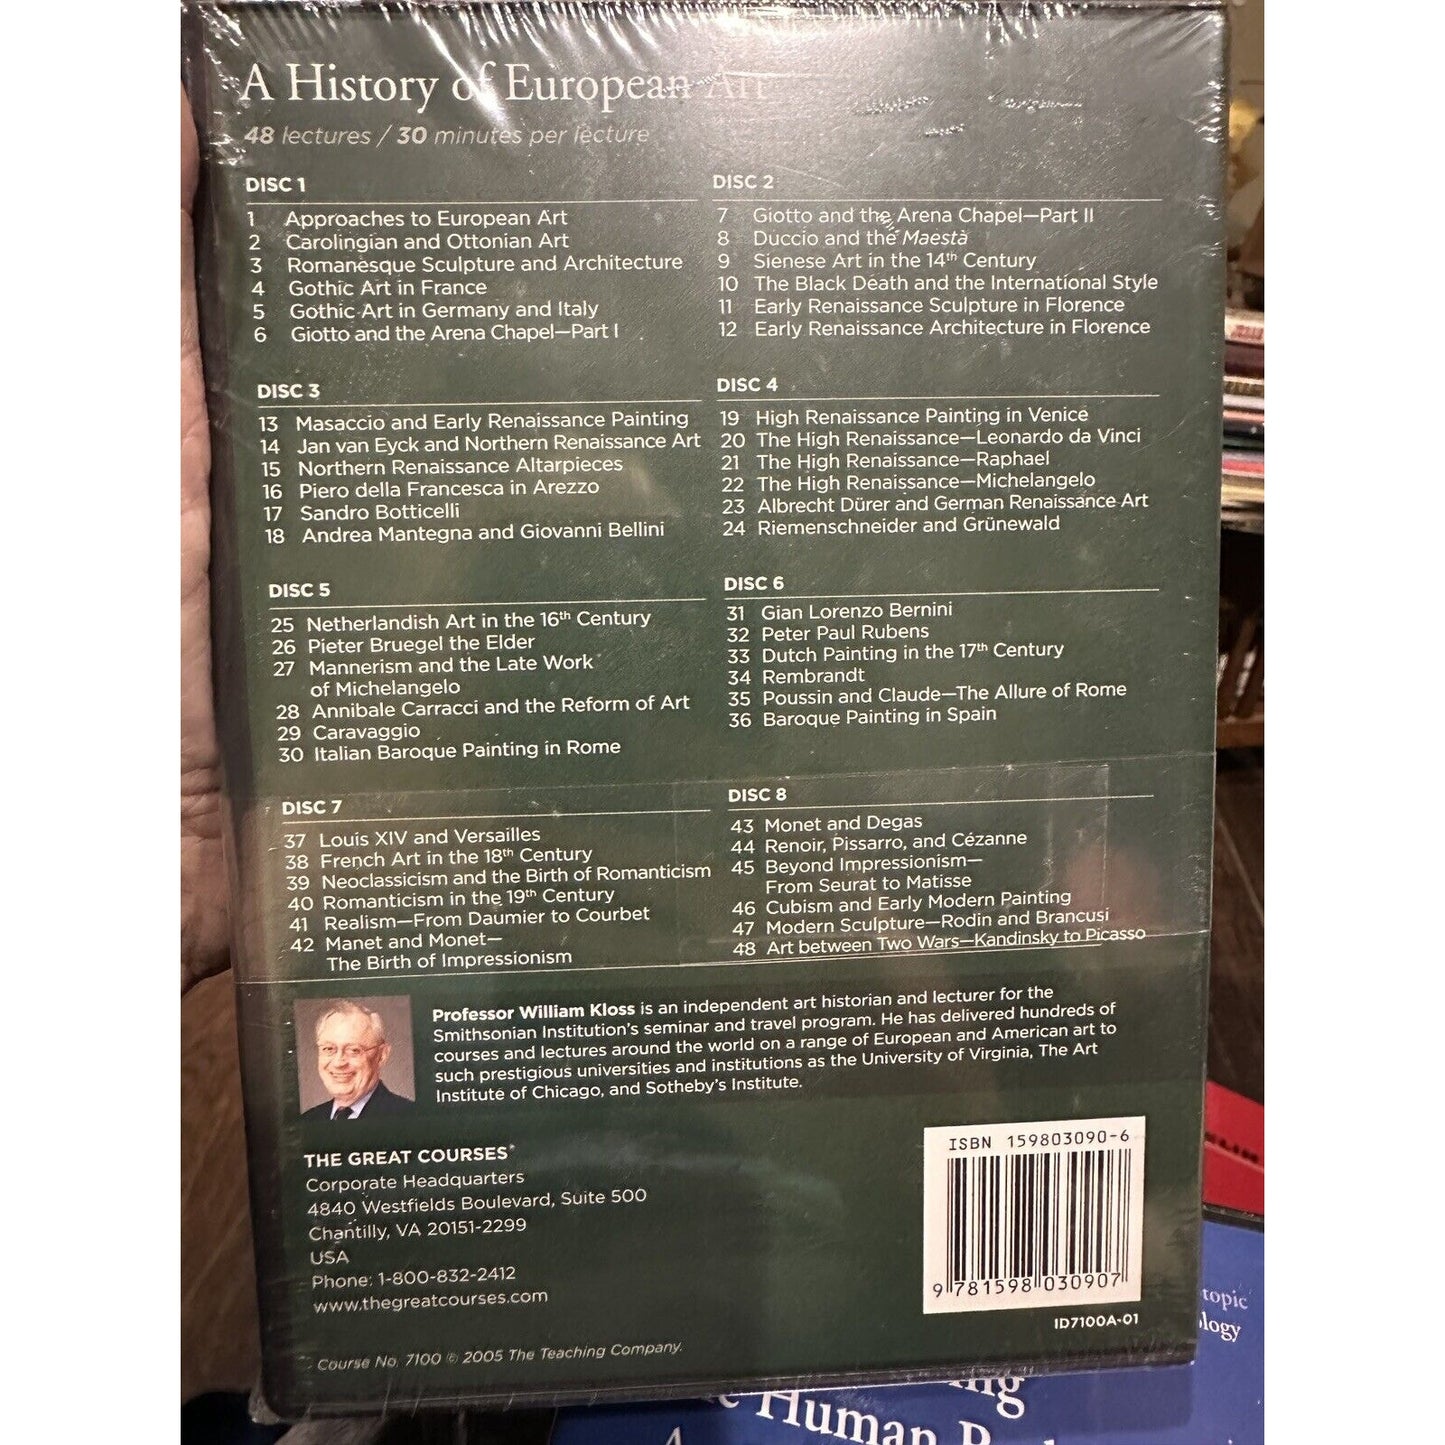 A History of European Art
48 lectures / 30 minutes per lecture
DISC 1
1 Approaches to European Art
2 Carolingian and Ottonian Art
3 Romanesque Sculpture and Architecture
4 Gothic Art in France
5 Gothic Art in Germany and Italy
6 Giotto and the Arena Chapel—Part I
DISC 2
7 Giotto and the Arena Chapel—Part II
8 Duccio and the Maestà
9 Sienese Art in the 14th Century
10 The Black Death and the International Style
11 Early Renaissance Sculpture in Florence
12 Early Renaissance Architecture in Florence
DISC 3
13 Masaccio and Early Renaissance Painting
14 Jan van Eyck and Northern Renaissance Art
15 Northern Renaissance Altarpieces
16 Piero della Francesca in Arezzo
17 Sandro Botticelli
18 Andrea Mantegna and Giovanni Bellini
DISC 4
19 High Renaissance Painting in Venice
20 The High Renaissance—Leonardo da Vinci
21 The High Renaissance—Raphael
22 The High Renaissance—Michelangelo
23 Albrecht Dürer and German Renaissance Art
24 Riemenschneider and Grünewald
DISC 5
25 Netherlandish Art in the 16th Century
26 Pieter Bruegel the Elder
27 Mannerism and the Late Work
of Michelangelo
28 Annibale Carracci and the Reform of Art
29 Caravaggio
30 Italian Baroque Painting in Rome
DISC 6
31 Gian Lorenzo Bernini
32 Peter Paul Rubens
33 Dutch Painting in the 17th Century
34 Rembrandt
35 Poussin and Claude—The Allure of Rome
36 Baroque Painting in Spain
DISC 7
37 Louis XIV and Versailles
38 French Art in the 18th Century
39 Neoclassicism and the Birth of Romanticism
40 Romanticism in the 19th Century
41 Realism—From Daumier to Courbet
42 Manet and Monet—
The Birth of Impressionism
DISC 8
43 Monet and Degas
44 Renoir, Pissarro, and Cézanne
45 Beyond Impressionism—
From Seurat to Matisse
46 Cubism and Early Modern Painting
47 Modern Sculpture—Rodin and Brancusi
48 Art between Two Wars—Kandinsky to Picasso
Professor William Kloss is an independent art historian and lecturer for the
Smithsonian Institution's seminar and travel program. He has delivered hundreds of
courses and lectures around the world on a range of European and American art to
such prestigious universities and institutions as the University of Virginia, The Art
Institute of Chicago, and Sotheby's Institute.
THE GREAT COURSES®
Corporate Headquarters
4840 Westfields Boulevard, Suite 500
Chantilly, VA 20151-2299
USA
Phone: 1-800-832-2412
www.thegreatcourses.com
Course No. 7100 © 2005 The Teaching Company.
ISBN 159803090-6
9 781598 030907
ID7100A-01
topic
Human